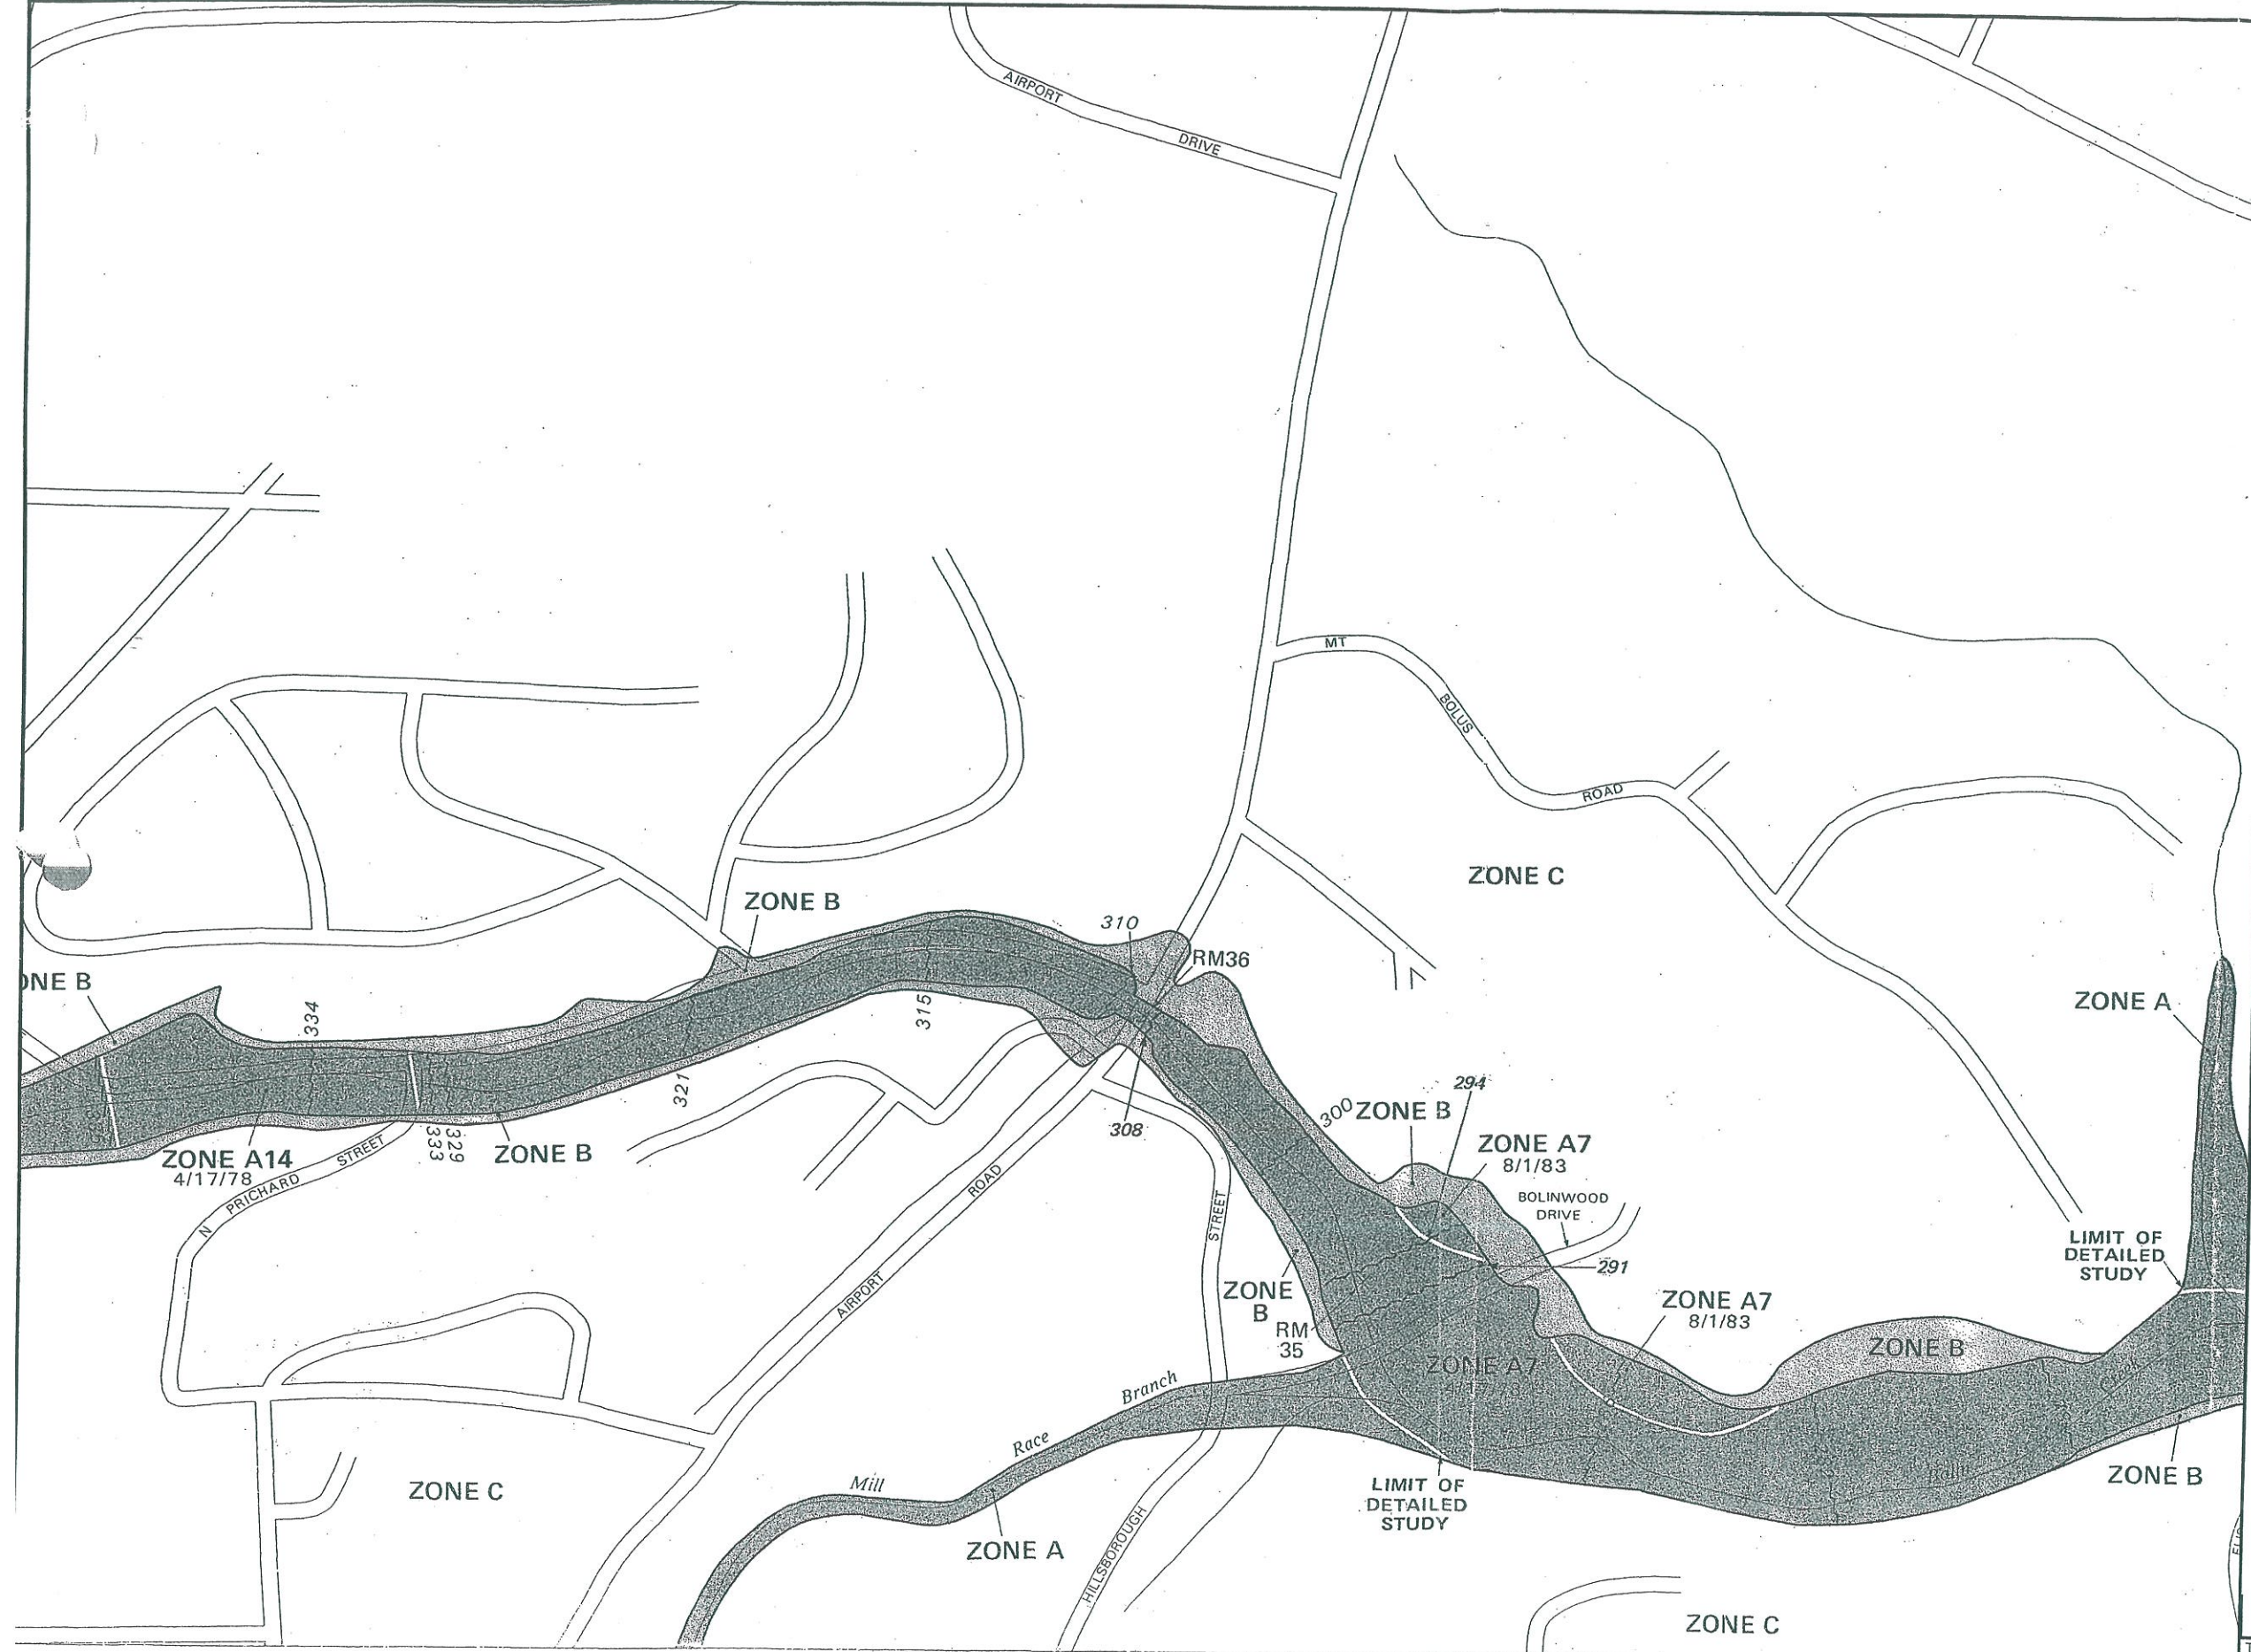 AIRPORT
DRIVE
MT
BOLUS
ROAD
ZONE C
ZONE B
310
RM36
ZONE A
334
315
321
294
300
ZONE B
308
ZONE A7
8/1/83
BOLINWOOD
DRIVE
ZONE A14
4/17/78
N PRICHARD STREET
333
329
ZONE B
AIRPORT ROAD
STREET
LIMIT OF
DETAILED
STUDY
291
ZONE
B
RM
35
ZONE A7
8/1/83
ZONE B
ZONE A7
Mill Race Branch
Creek
ZONE C
ZONE A
HILLSBOROUGH
LIMIT OF
DETAILED
STUDY
ZONE B
ZONE C